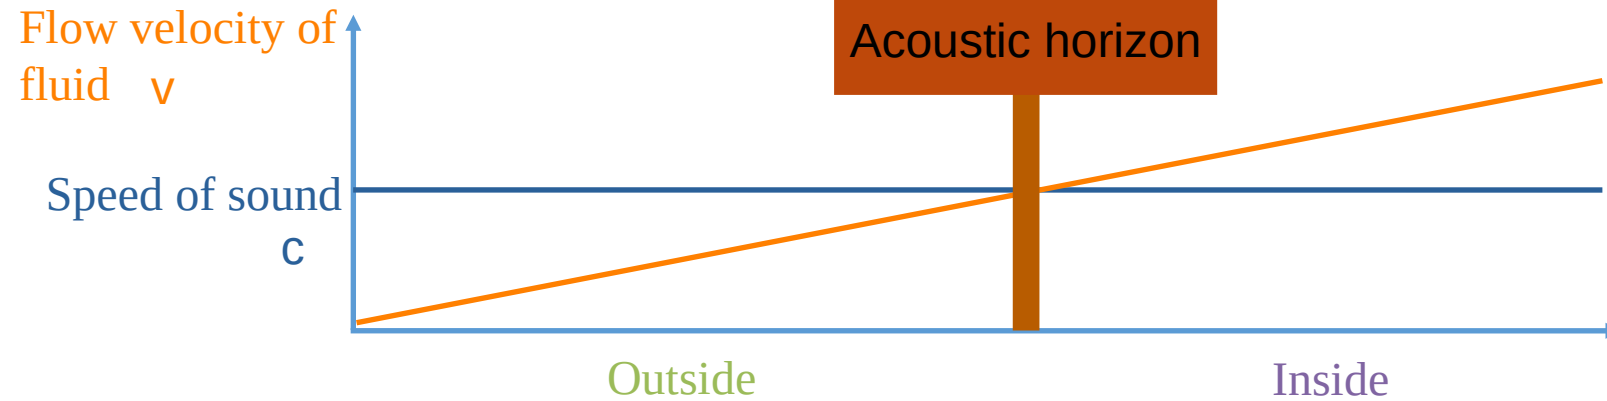 Flow velocity of
fluid v
Acoustic horizon
Speed of sound
c
Outside
Inside